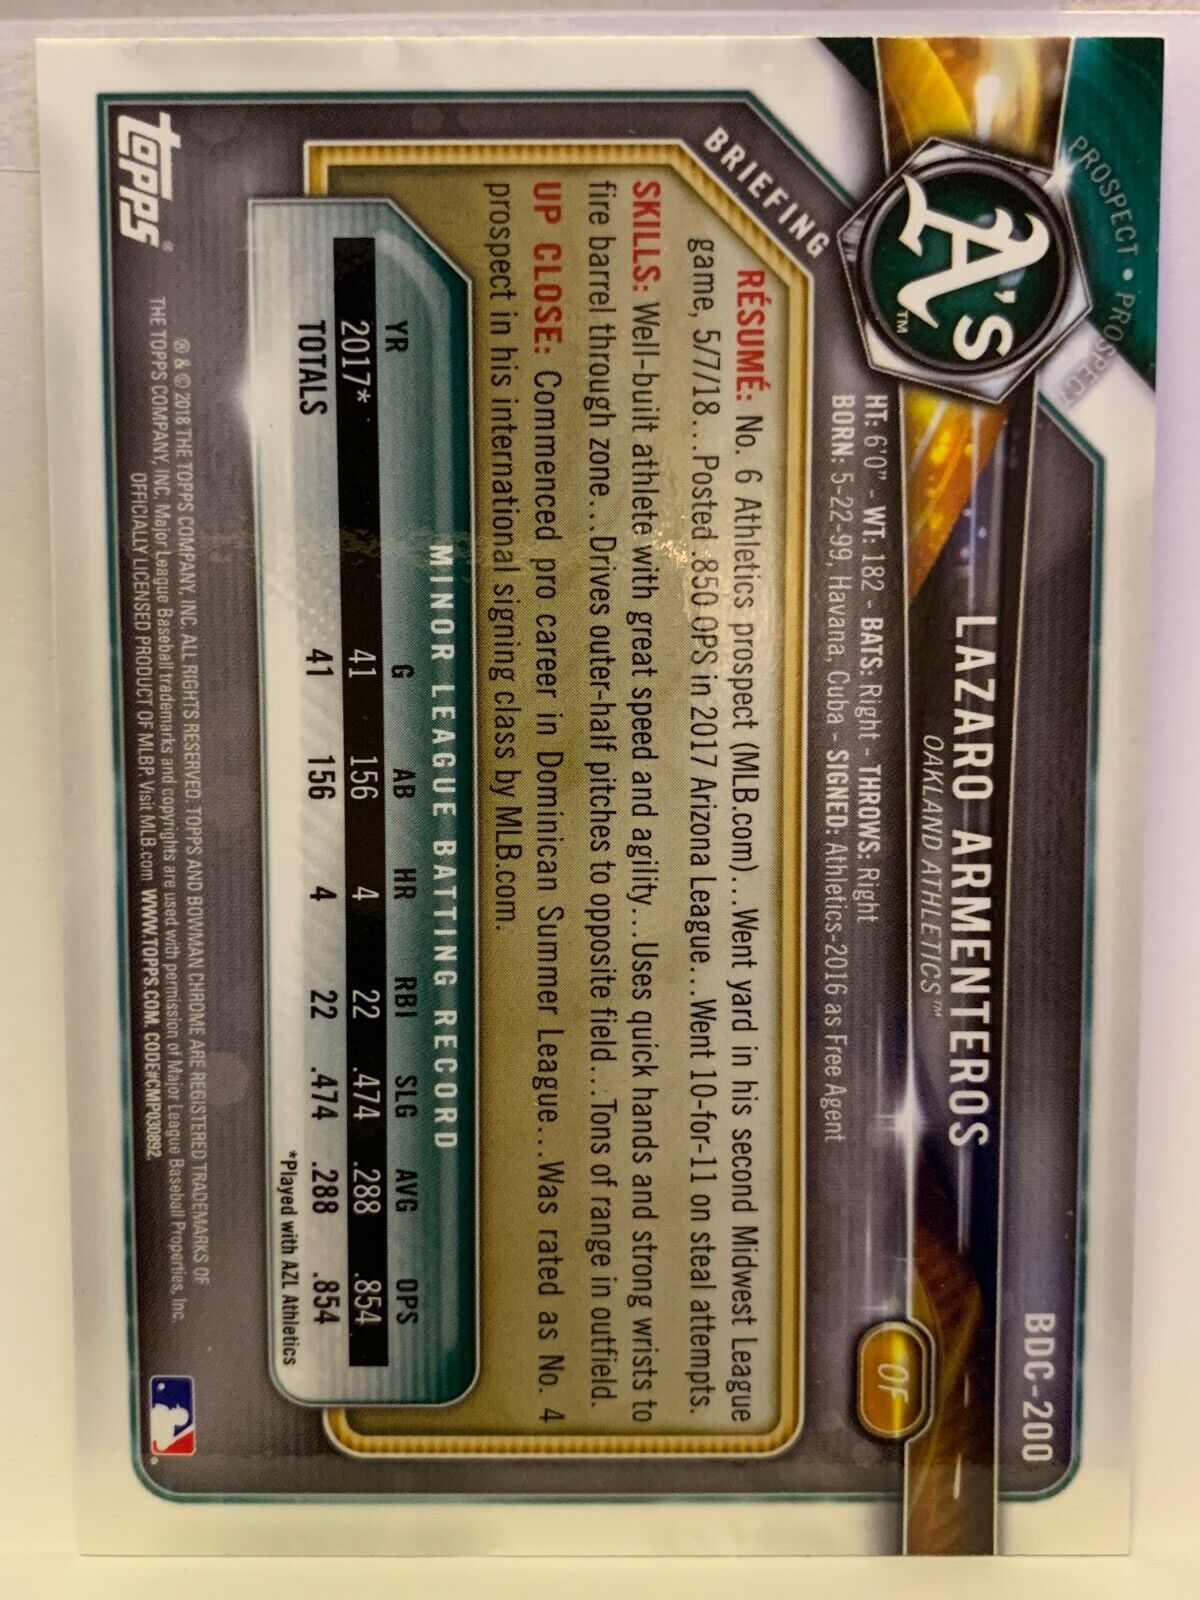 BDC-200
PROSPECT • PROSPECT
A's™
LAZARO ARMENTEROS
OAKLAND ATHLETICS™
OF
HT: 6'0" - WT: 182 - BATS: Right - THROWS: Right
BORN: 5-22-99, Havana, Cuba - SIGNED: Athletics-2016 as Free Agent
BRIEFING
RÉSUMÉ: No. 6 Athletics prospect (MLB.com)...Went yard in his second Midwest League
game, 5/7/18...Posted .850 OPS in 2017 Arizona League...Went 10-for-11 on steal attempts.
SKILLS: Well-built athlete with great speed and agility...Uses quick hands and strong wrists to
fire barrel through zone....Drives outer-half pitches to opposite field...Tons of range in outfield.
UP CLOSE: Commenced pro career in Dominican Summer League...Was rated as No. 4
prospect in his international signing class by MLB.com.
MINOR LEAGUE BATTING RECORD
YR G AB HR RBI SLG AVG OPS
2017* 41 156 4 22 .474 .288 .854
TOTALS 41 156 4 22 .474 .288 .854
*Played with AZL Athletics
topps®
® & © 2018 THE TOPPS COMPANY, INC. ALL RIGHTS RESERVED. TOPPS AND BOWMAN CHROME ARE REGISTERED TRADEMARKS OF
THE TOPPS COMPANY, INC. Major League Baseball trademarks and copyrights are used with permission of Major League Baseball Properties, Inc.
OFFICIALLY LICENSED PRODUCT OF MLBP. Visit MLB.com WWW.TOPPS.COM. CODE#CMP030892